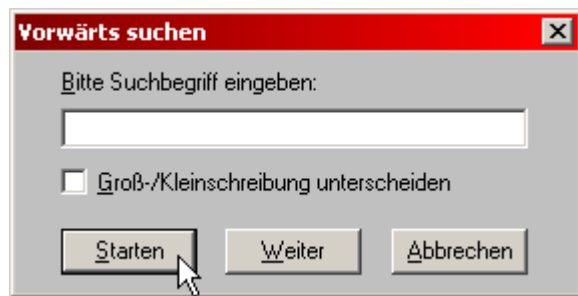 Vorwärts suchen
Bitte Suchbegriff eingeben:
Groß-/Kleinschreibung unterscheiden
Starten Weiter Abbrechen